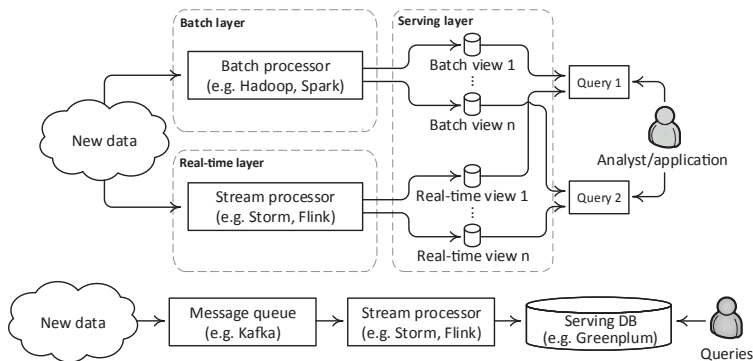 Batch layer
Serving layer
Batch processor
(e.g. Hadoop, Spark)
Batch view 1
Batch view n
Query 1
New data
Analyst/application
Real-time layer
Stream processor
(e.g. Storm, Flink)
Real-time view 1
Real-time view n
Query 2
New data
Message queue
(e.g. Kafka)
Stream processor
(e.g. Storm, Flink)
Serving DB
(e.g. Greenplum)
Queries